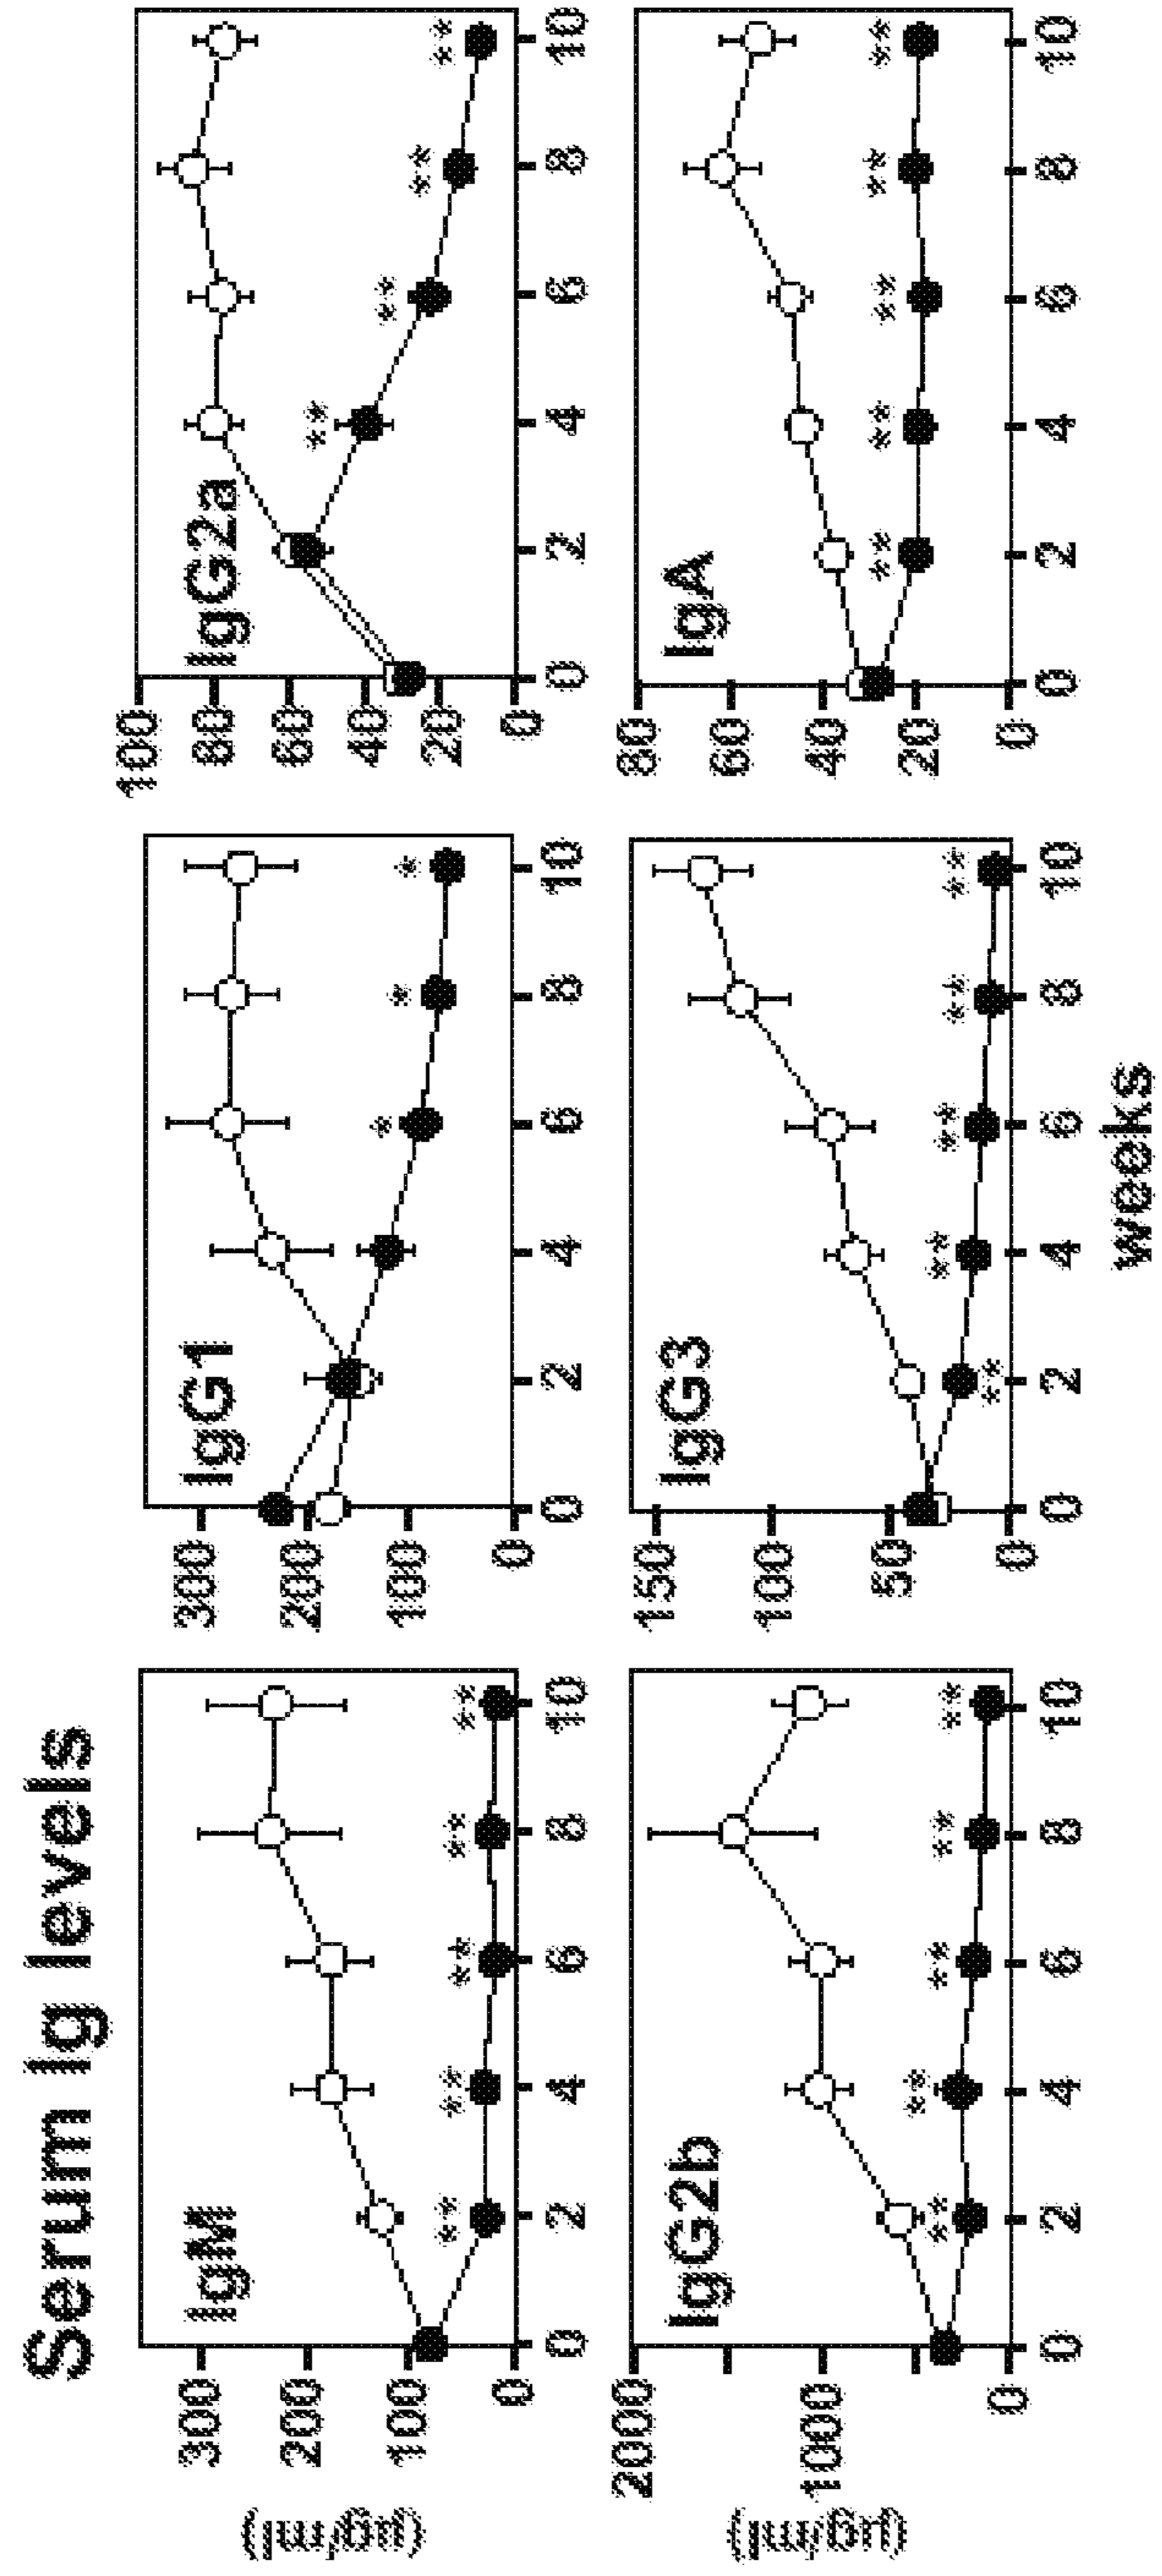 Serum Ig levels
(µg/ml)
300
200
100
0
IgM
** ** ** ** **
0 2 4 6 8 10
300
200
100
0
IgG1
* * *
0 2 4 6 8 10
100
80
60
40
20
0
IgG2a
** ** ** **
0 2 4 6 8 10
(µg/ml)
2000
1000
0
IgG2b
** ** ** ** **
0 2 4 6 8 10
150
100
50
0
IgG3
** ** ** ** **
0 2 4 6 8 10
80
60
40
20
0
IgA
** ** ** ** **
0 2 4 6 8 10
weeks